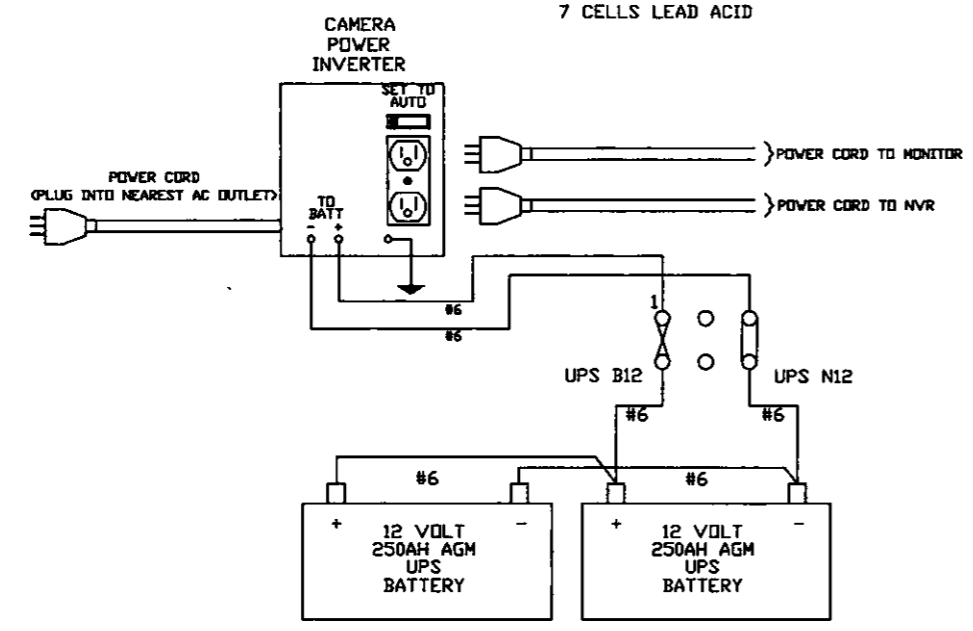 7 CELLS LEAD ACID
CAMERA
POWER
INVERTER
SET TO
AUTO
POWER CORD TO MONITOR
POWER CORD
(PLUG INTO NEAREST AC OUTLET)
TO
BATT
- +
POWER CORD TO NVR
#6
#6
1
UPS B12
UPS N12
#6
#6
#6
#6
+ -
12 VOLT
250AH AGM
UPS
BATTERY
+ -
12 VOLT
250AH AGM
UPS
BATTERY